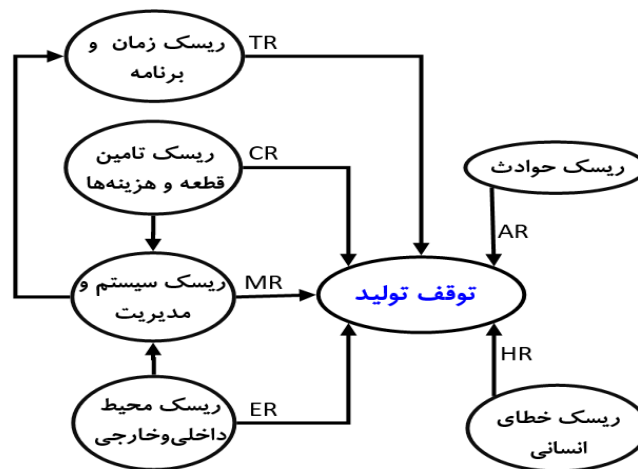 ریسک زمان و
برنامه
TR
ریسک تامین
قطعه و هزینه‌ها
CR
ریسک حوادث
AR
ریسک سیستم و
مدیریت
MR
توقف تولید
HR
ریسک محیط
داخلی‌وخارجی
ER
ریسک خطای
انسانی